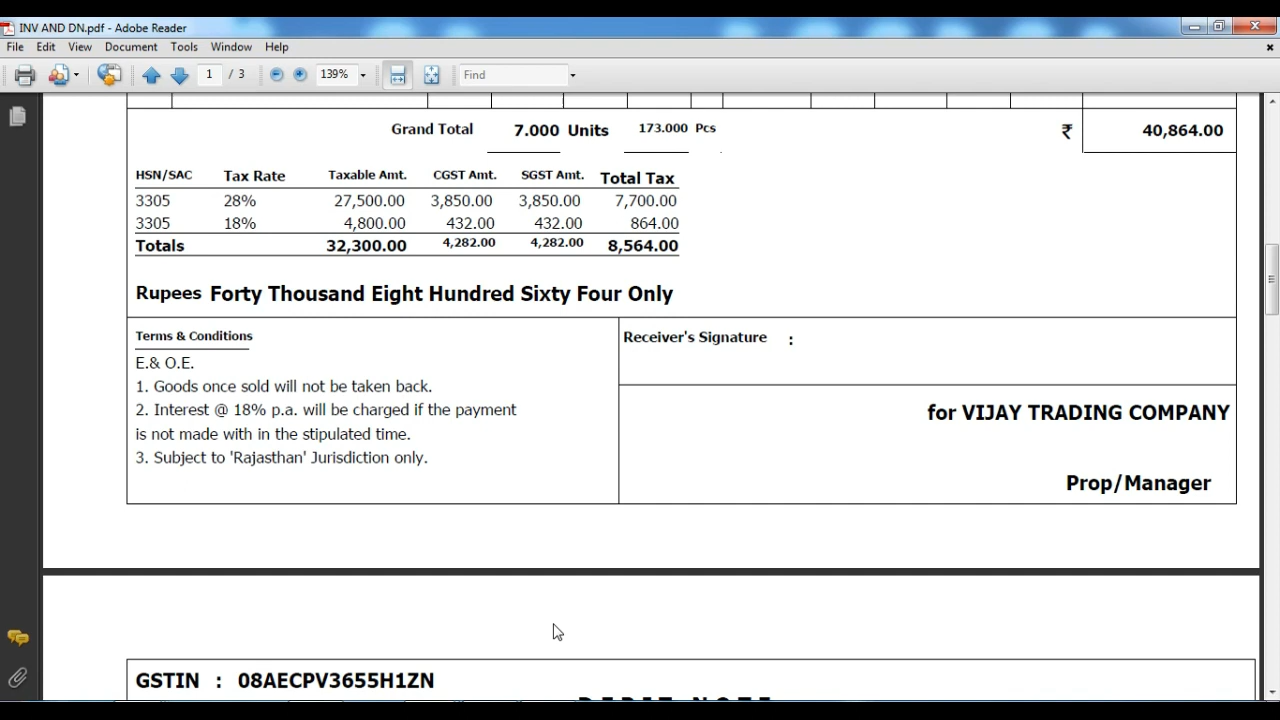 INV AND DN.pdf - Adobe Reader
File Edit View Document Tools Window Help
1 / 3 139% Find
Grand Total 7.000 Units 173.000 Pcs ₹ 40,864.00
HSN/SAC Tax Rate Taxable Amt. CGST Amt. SGST Amt. Total Tax
3305 28% 27,500.00 3,850.00 3,850.00 7,700.00
3305 18% 4,800.00 432.00 432.00 864.00
Totals 32,300.00 4,282.00 4,282.00 8,564.00
Rupees Forty Thousand Eight Hundred Sixty Four Only
Terms & Conditions
E.& O.E.
1. Goods once sold will not be taken back.
2. Interest @ 18% p.a. will be charged if the payment
is not made with in the stipulated time.
3. Subject to 'Rajasthan' Jurisdiction only.
Receiver's Signature :
for VIJAY TRADING COMPANY
Prop/Manager
GSTIN : 08AECPV3655H1ZN
DEBIT NOTE